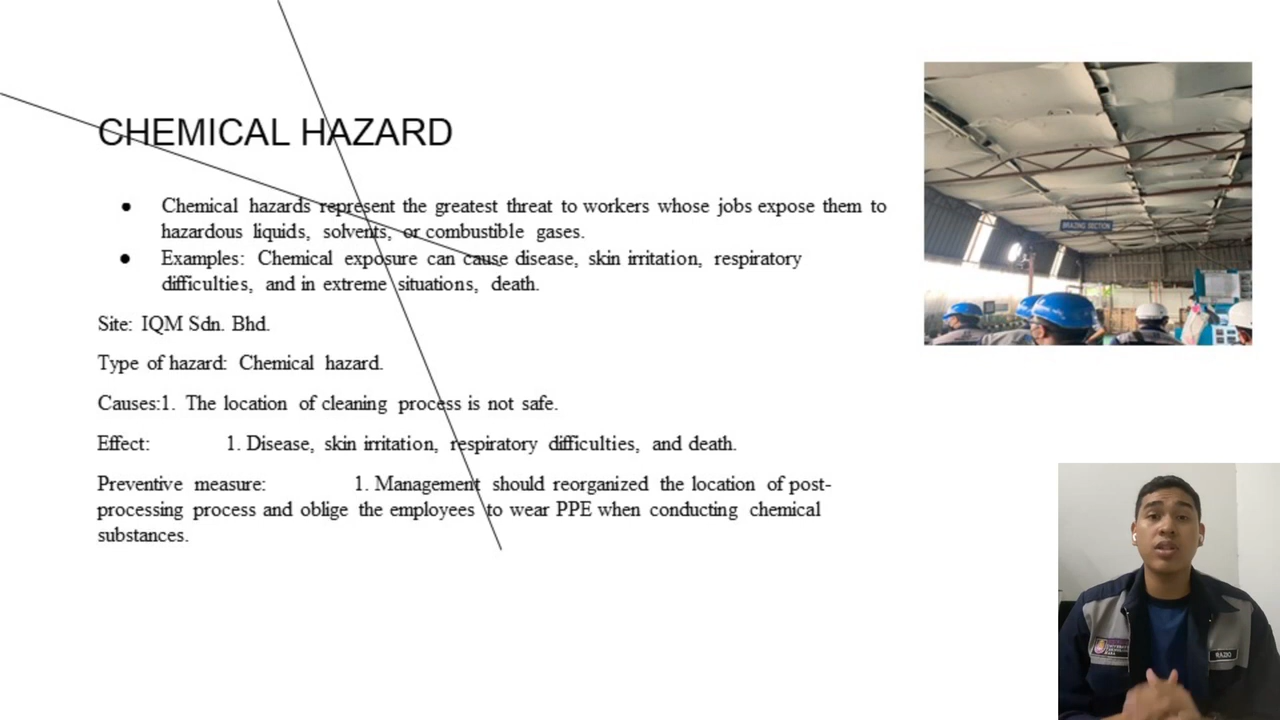 CHEMICAL HAZARD
● Chemical hazards represent the greatest threat to workers whose jobs expose them to
hazardous liquids, solvents, or combustible gases.
● Examples: Chemical exposure can cause disease, skin irritation, respiratory
difficulties, and in extreme situations, death.
Site: IQM Sdn. Bhd.
Type of hazard: Chemical hazard.
Causes:1. The location of cleaning process is not safe.
Effect: 1. Disease, skin irritation, respiratory difficulties, and death.
Preventive measure: 1. Management should reorganized the location of post-
processing process and oblige the employees to wear PPE when conducting chemical
substances.
BRAZING SECTION